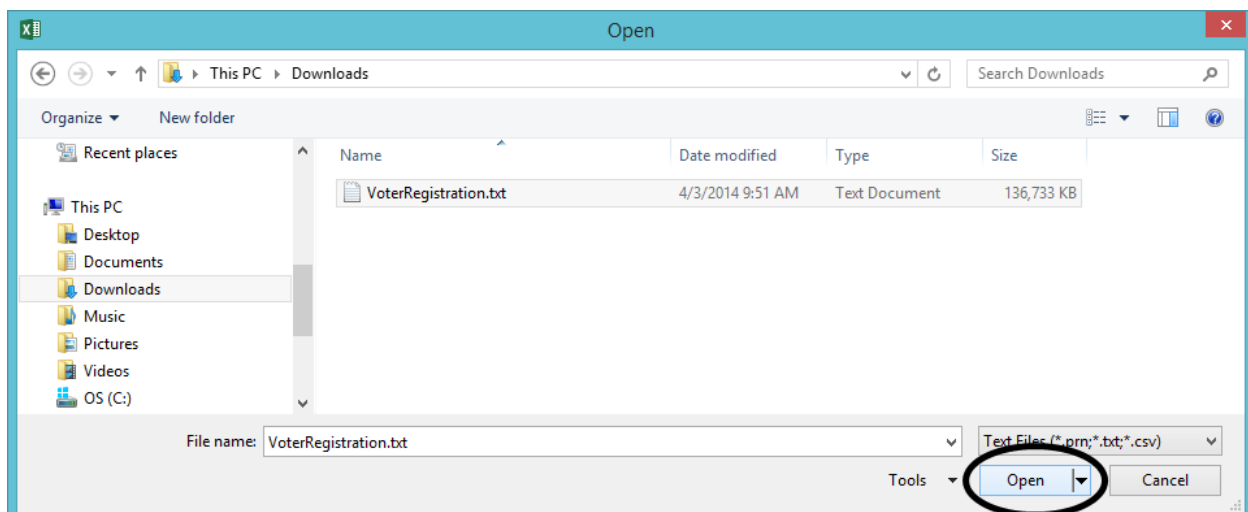 Open
This PC Downloads
Search Downloads
Organize New folder
Recent places
This PC
Desktop
Documents
Downloads
Music
Pictures
Videos
OS (C:)
Name Date modified Type Size
VoterRegistration.txt 4/3/2014 9:51 AM Text Document 136,733 KB
File name: VoterRegistration.txt Text Files (*.prn;*.txt;*.csv)
Tools Open Cancel